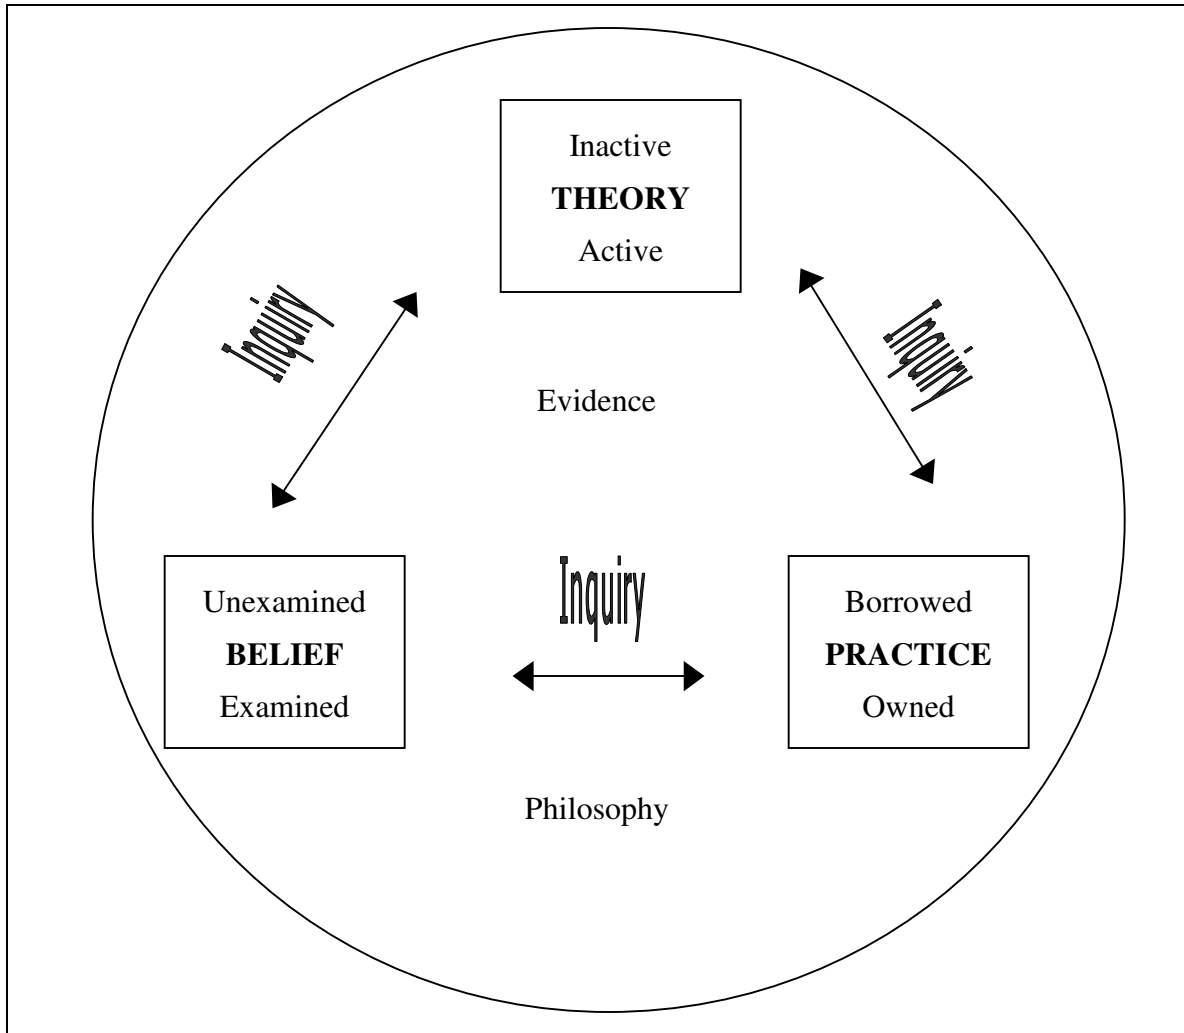 Inactive
THEORY
Active
Inquiry
Inquiry
Evidence
Inquiry
Unexamined
BELIEF
Examined
Borrowed
PRACTICE
Owned
Philosophy